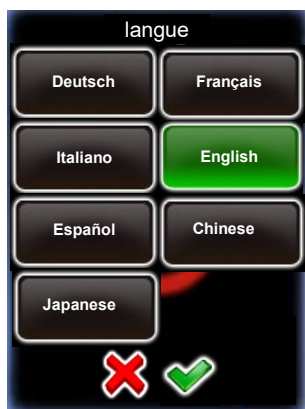 langue
Deutsch
Français
Italiano
English
Español
Chinese
Japanese